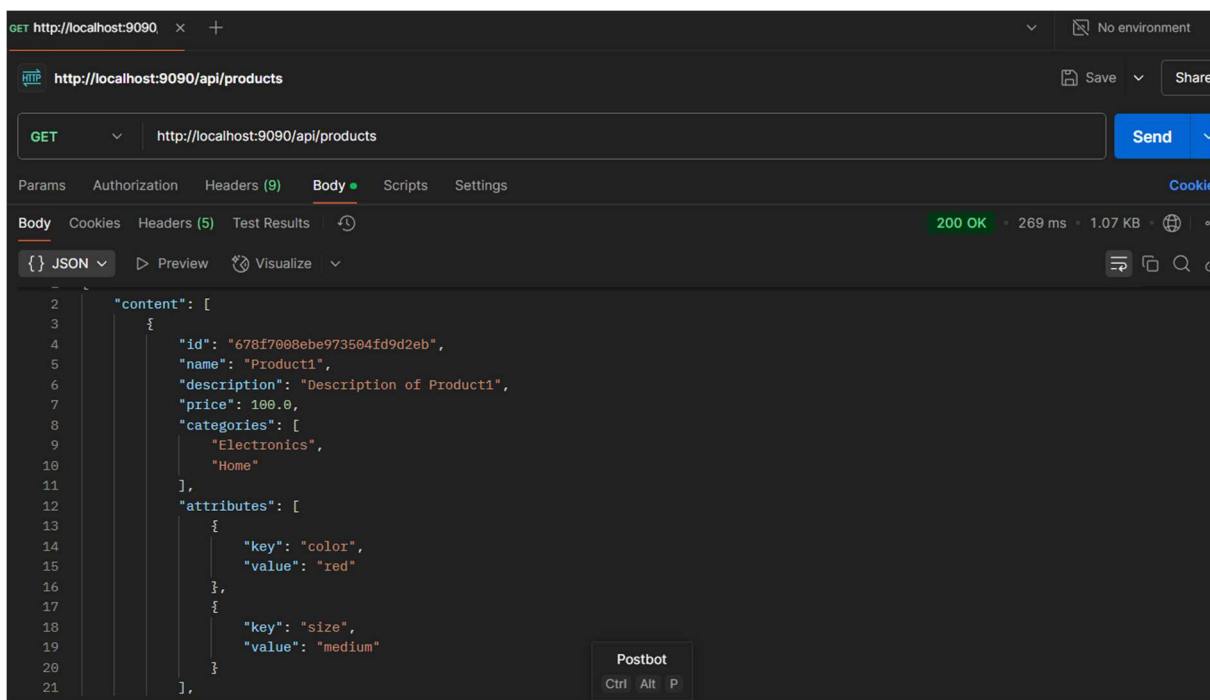 GET http://localhost:9090,
No environment
HTTP http://localhost:9090/api/products
Save
Share
GET http://localhost:9090/api/products
Send
Params Authorization Headers (9) Body Scripts Settings
Body Cookies Headers (5) Test Results
200 OK 269 ms 1.07 KB
{} JSON Preview Visualize
2 "content": [
3 {
4 "id": "678f7008ebe973504fd9d2eb",
5 "name": "Product1",
6 "description": "Description of Product1",
7 "price": 100.0,
8 "categories": [
9 "Electronics",
10 "Home"
11 ],
12 "attributes": [
13 {
14 "key": "color",
15 "value": "red"
16 },
17 {
18 "key": "size",
19 "value": "medium"
20 }
21 ],
Postbot
Ctrl Alt P